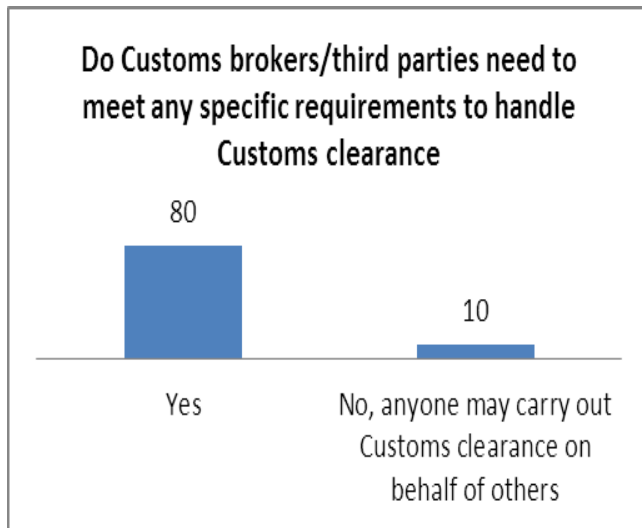 Do Customs brokers/third parties need to
meet any specific requirements to handle
Customs clearance
80
10
Yes
No, anyone may carry out
Customs clearance on
behalf of others